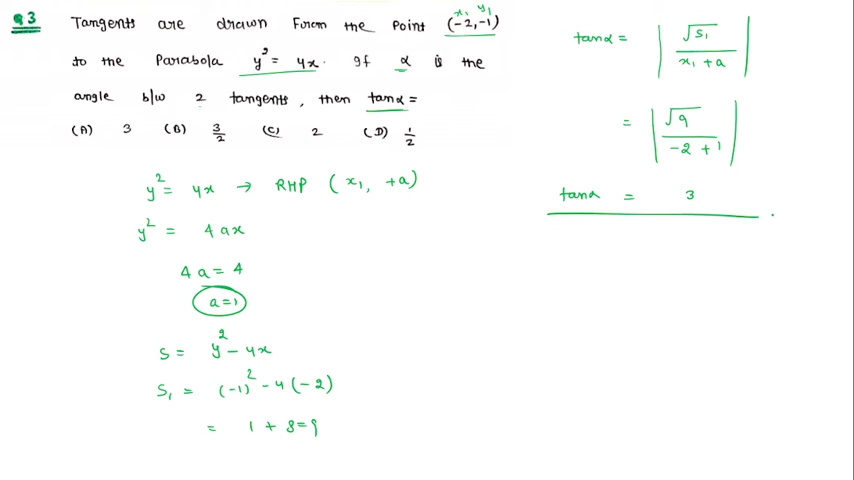 Q3 Tangents are drawn From the Point (-2,-1)
x₁ y₁
to the Parabola y² = 4x. If α is the
angle b/w 2 tangents, then tanα =
(A) 3 (B) 3/2 (C) 2 (D) 1/2
y² = 4x → RHP (x₁, +a)
y² = 4ax
4a = 4
a=1
S = y² - 4x
S₁ = (-1)² - 4(-2)
= 1 + 8 = 9
tanα = | √S₁ / x₁ + a |
= | √9 / -2 + 1 |
tanα = 3